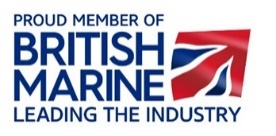 PROUD MEMBER OF
BRITISH
MARINE
LEADING THE INDUSTRY